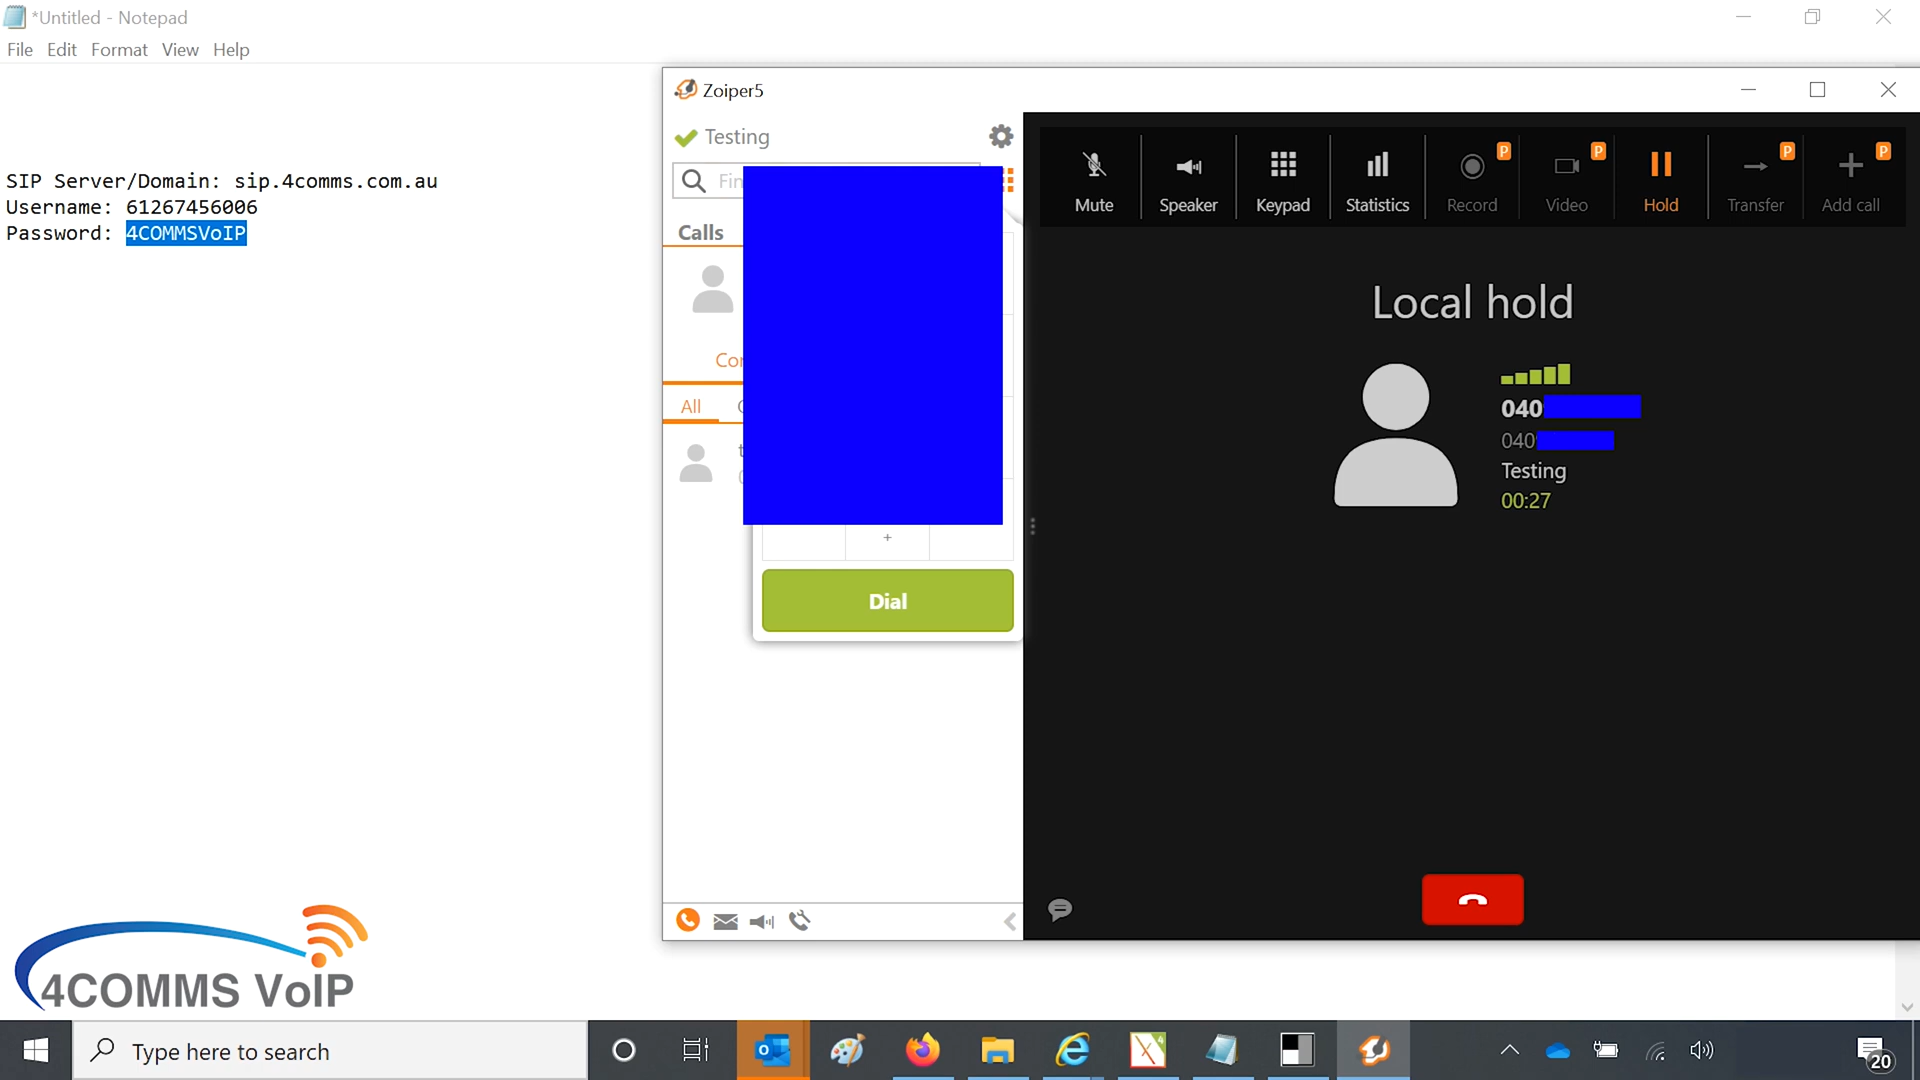 *Untitled - Notepad
File Edit Format View Help
SIP Server/Domain: sip.4comms.com.au
Username: 61267456006
Password: 4COMMSVoIP
Zoiper5
Testing
Fin
Calls
Cor
All
+
Dial
Mute Speaker Keypad Statistics Record Video Hold Transfer Add call
P P P P
Local hold
040
040
Testing
00:27
4COMMS VoIP
Type here to search
20